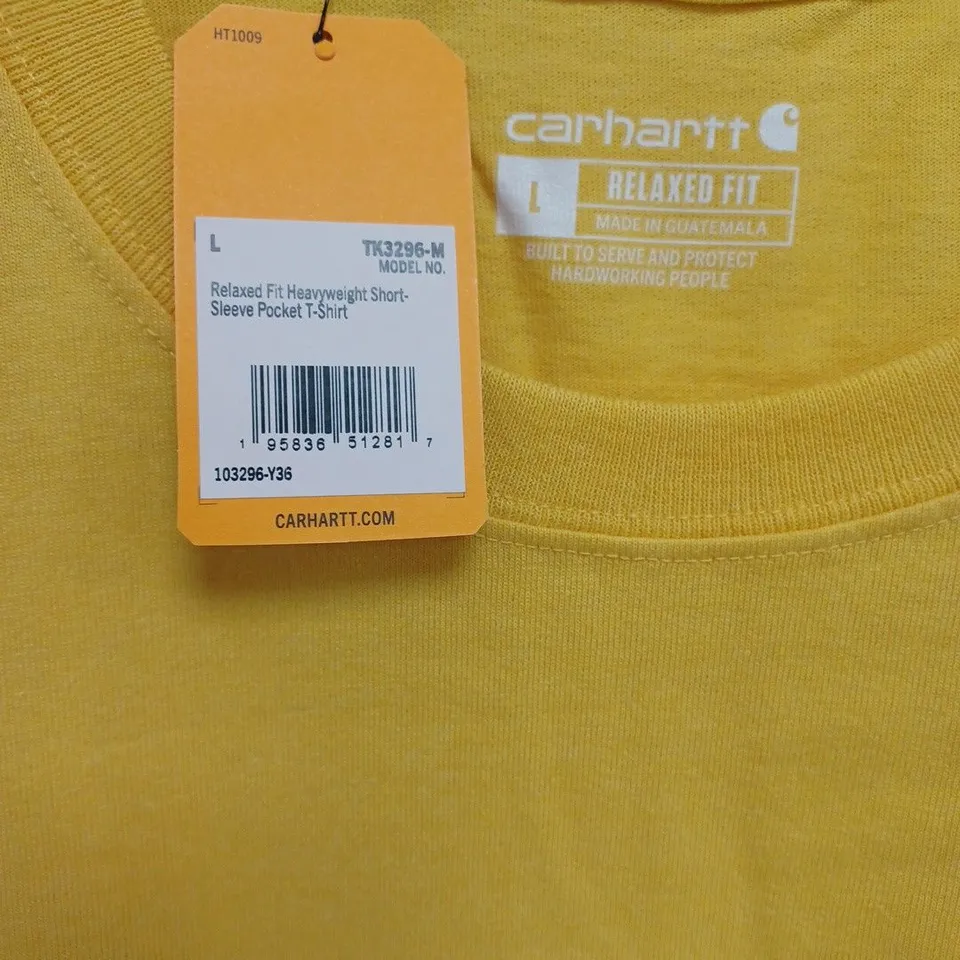 HT1009
L
TK3296-M
MODEL NO.
Relaxed Fit Heavyweight Short-
Sleeve Pocket T-Shirt
1 95836 51281 7
103296-Y36
CARHARTT.COM
carhartt
L
RELAXED FIT
MADE IN GUATEMALA
BUILT TO SERVE AND PROTECT
HARDWORKING PEOPLE